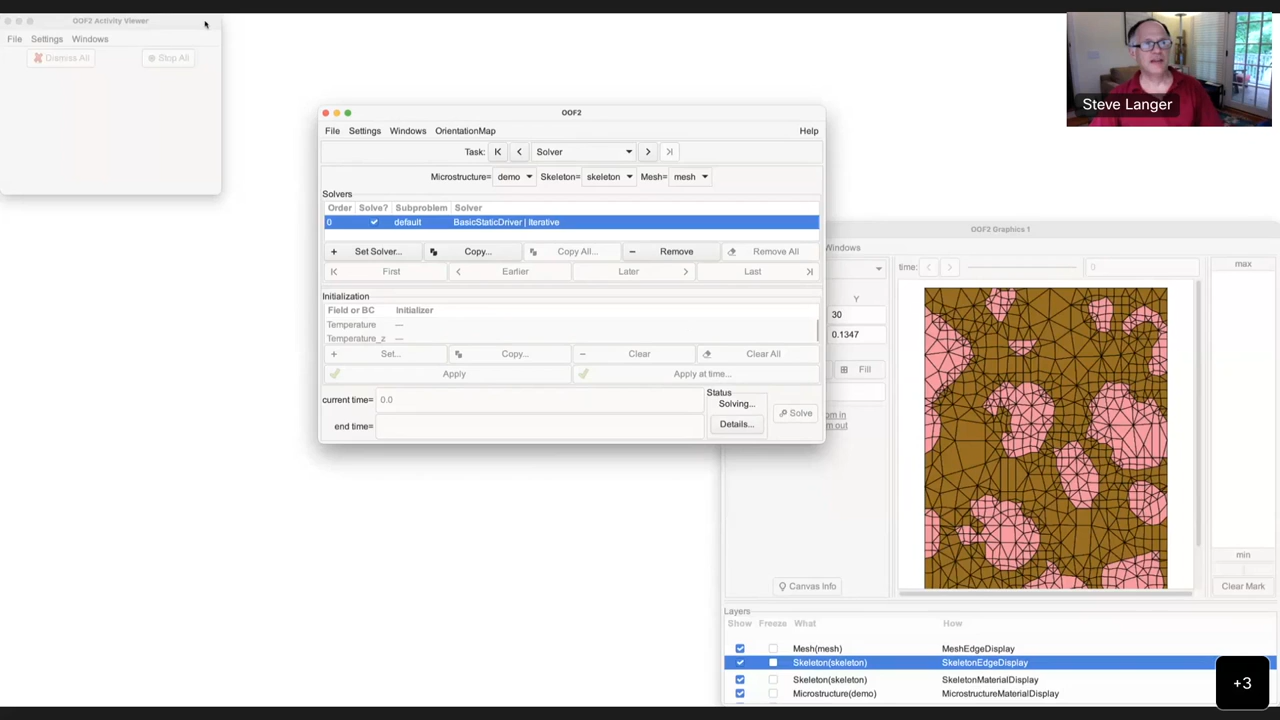 OOF2 Activity Viewer
File Settings Windows
Dismiss All Stop All
Steve Langer
OOF2
File Settings Windows OrientationMap Help
Task: Solver
Microstructure= demo Skeleton= skeleton Mesh= mesh
Solvers
Order Solve? Subproblem Solver
0 default BasicStaticDriver | Iterative
Set Solver... Copy... Copy All... Remove Remove All
First Earlier Later Last
Initialization
Field or BC Initializer
Temperature ---
Temperature_z ---
Set... Copy... Clear Clear All
Apply Apply at time...
current time= 0.0
end time=
Status
Solving...
Details...
Solve
OOF2 Graphics 1
Windows
time: 0
Y
30
0.1347
Fill
om in
m out
Canvas Info
max
min
Clear Mark
Layers
Show Freeze What How
Mesh(mesh) MeshEdgeDisplay
Skeleton(skeleton) SkeletonEdgeDisplay
Skeleton(skeleton) SkeletonMaterialDisplay
Microstructure(demo) MicrostructureMaterialDisplay
+3